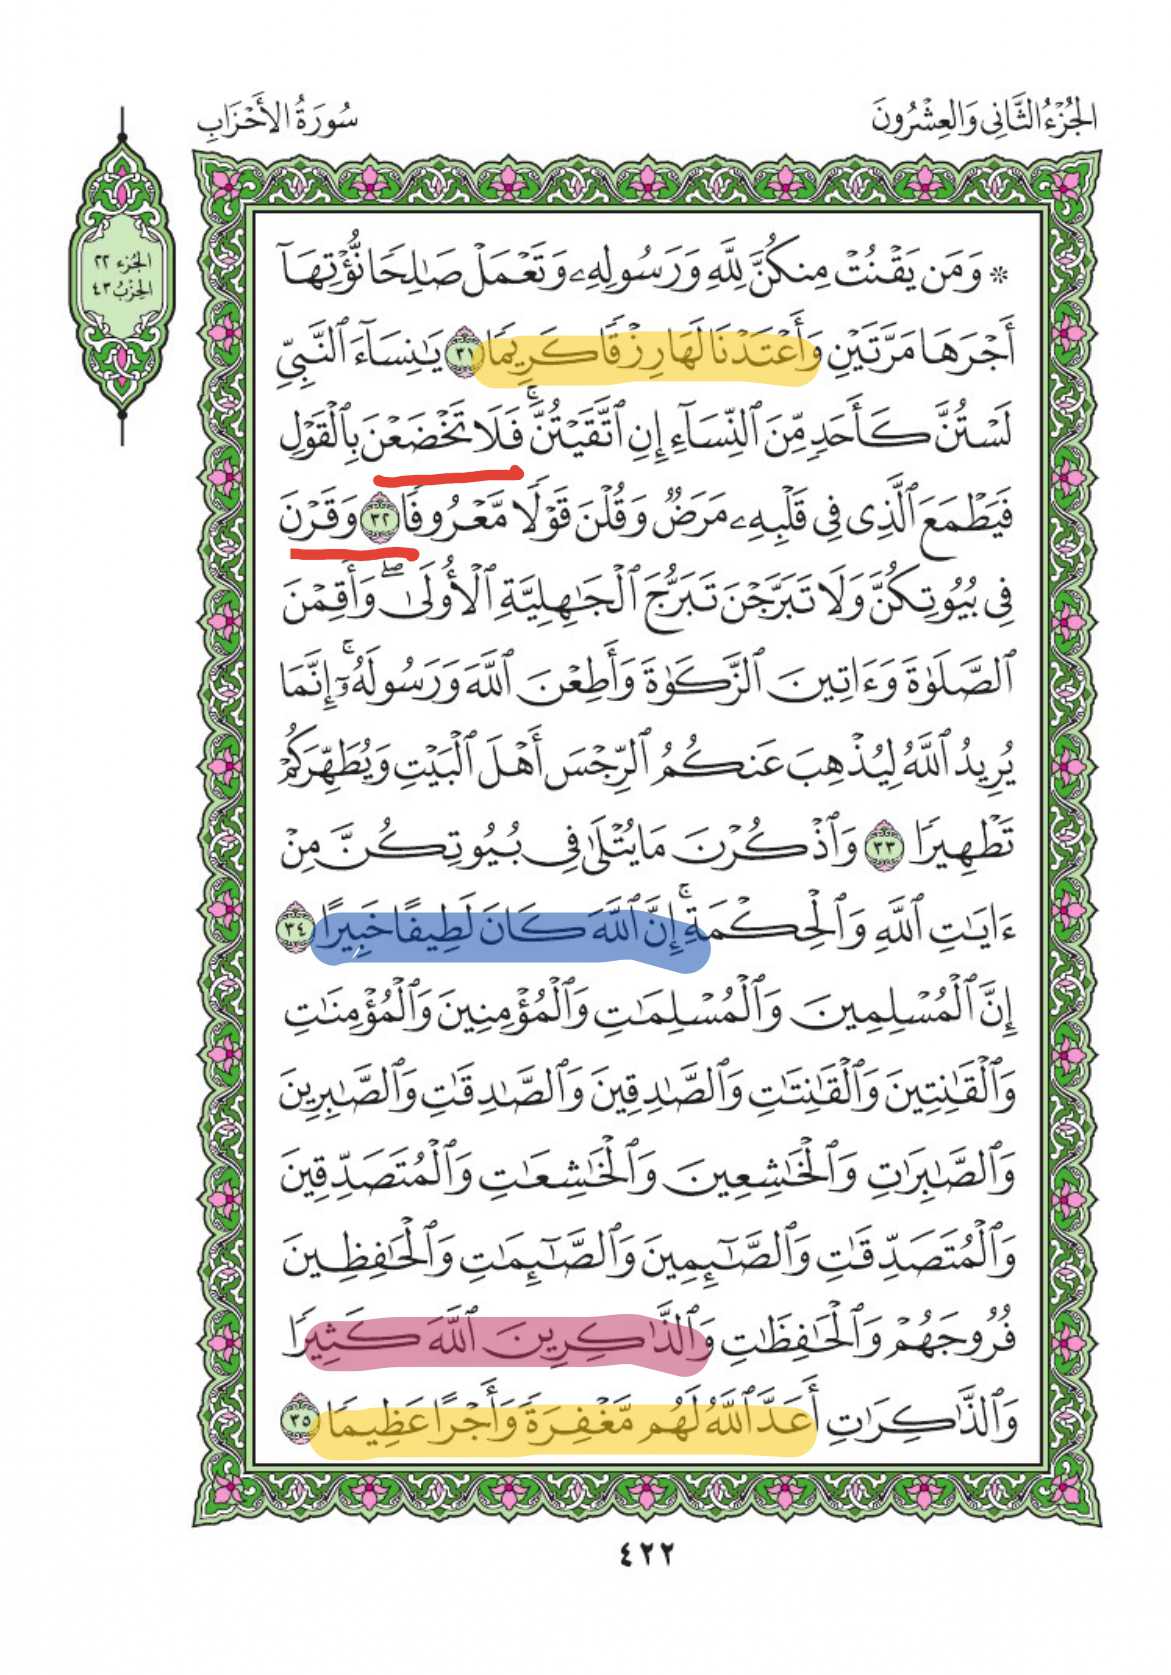 الجُزْءُ الثَّانِي وَالعِشْرُونَ
سُورَةُ الأَحْزَابِ
الجُزء ٢٢
الحِزْبُ ٤٣
۞ وَمَن يَقْنُتْ مِنكُنَّ لِلَّهِ وَرَسُولِهِۦ وَتَعْمَلْ صَٰلِحًا نُّؤْتِهَآ
أَجْرَهَا مَرَّتَيْنِ وَأَعْتَدْنَا لَهَا رِزْقًا كَرِيمًا ٣١ يَٰنِسَآءَ ٱلنَّبِيِّ
لَسْتُنَّ كَأَحَدٍ مِّنَ ٱلنِّسَآءِ إِنِ ٱتَّقَيْتُنَّۚ فَلَا تَخْضَعْنَ بِٱلْقَوْلِ
فَيَطْمَعَ ٱلَّذِى فِى قَلْبِهِۦ مَرَضٌ وَقُلْنَ قَوْلًا مَّعْرُوفًا ٣٢ وَقَرْنَ
فِى بُيُوتِكُنَّ وَلَا تَبَرَّجْنَ تَبَرُّجَ ٱلْجَٰهِلِيَّةِ ٱلْأُولَىٰۖ وَأَقِمْنَ
ٱلصَّلَوٰةَ وَءَاتِينَ ٱلزَّكَوٰةَ وَأَطِعْنَ ٱللَّهَ وَرَسُولَهُۥٓۚ إِنَّمَا
يُرِيدُ ٱللَّهُ لِيُذْهِبَ عَنكُمُ ٱلرِّجْسَ أَهْلَ ٱلْبَيْتِ وَيُطَهِّرَكُمْ
تَطْهِيرًا ٣٣ وَٱذْكُرْنَ مَا يُتْلَىٰ فِى بُيُوتِكُنَّ مِنْ
ءَايَٰتِ ٱللَّهِ وَٱلْحِكْمَةِۚ إِنَّ ٱللَّهَ كَانَ لَطِيفًا خَبِيرًا ٣٤
إِنَّ ٱلْمُسْلِمِينَ وَٱلْمُسْلِمَٰتِ وَٱلْمُؤْمِنِينَ وَٱلْمُؤْمِنَٰتِ
وَٱلْقَٰنِتِينَ وَٱلْقَٰنِتَٰتِ وَٱلصَّٰدِقِينَ وَٱلصَّٰدِقَٰتِ وَٱلصَّٰبِرِينَ
وَٱلصَّٰبِرَٰتِ وَٱلْخَٰشِعِينَ وَٱلْخَٰشِعَٰتِ وَٱلْمُتَصَدِّقِينَ
وَٱلْمُتَصَدِّقَٰتِ وَٱلصَّٰٓئِمِينَ وَٱلصَّٰٓئِمَٰتِ وَٱلْحَٰفِظِينَ
فُرُوجَهُمْ وَٱلْحَٰفِظَٰتِ وَٱلذَّٰكِرِينَ ٱللَّهَ كَثِيرًا
وَٱلذَّٰكِرَٰتِ أَعَدَّ ٱللَّهُ لَهُم مَّغْفِرَةً وَأَجْرًا عَظِيمًا ٣٥
٤٢٢